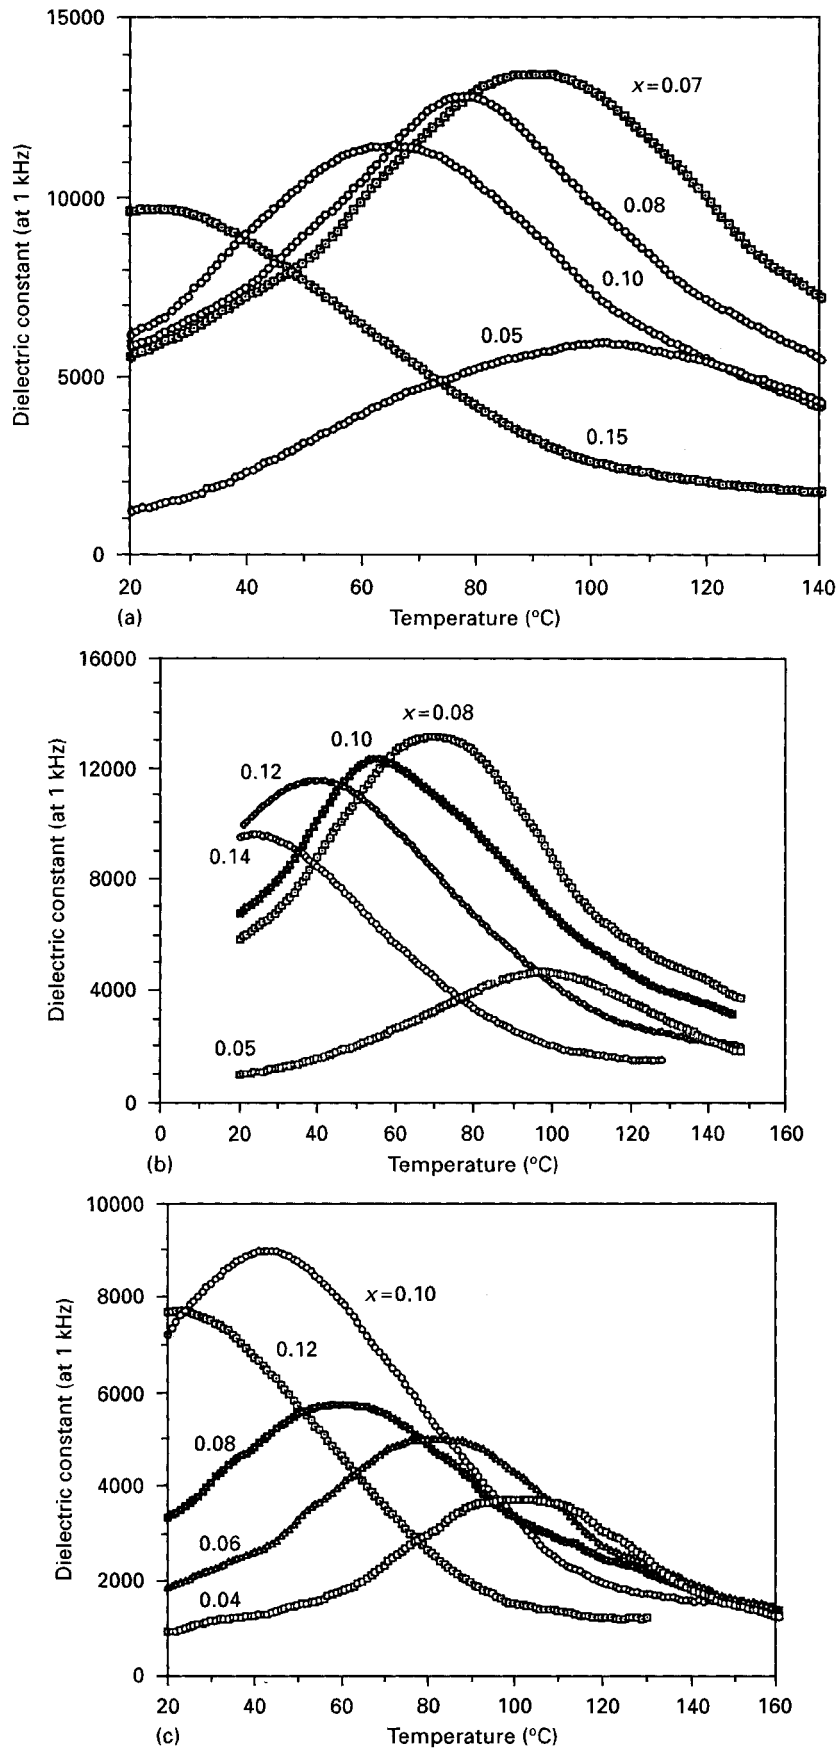 15000
10000
5000
0
Dielectric constant (at 1 kHz)
x=0.07
0.08
0.10
0.05
0.15
20 40 60 80 100 120 140
(a) Temperature (ºC)
16000
12000
8000
4000
0
Dielectric constant (at 1 kHz)
x=0.08
0.10
0.12
0.14
0.05
0 20 40 60 80 100 120 140 160
(b) Temperature (ºC)
10000
8000
6000
4000
2000
0
Dielectric constant (at 1 kHz)
x=0.10
0.12
0.08
0.06
0.04
20 40 60 80 100 120 140 160
(c) Temperature (ºC)